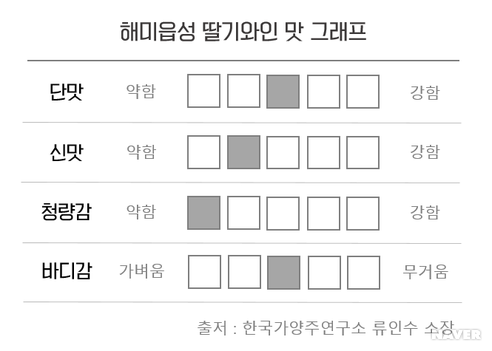 해미읍성 딸기와인 맛 그래프
단맛 약함 강함
신맛 약함 강함
청량감 약함 강함
바디감 가벼움 무거움
출처 : 한국가양주연구소 류인수 소장
NAVER